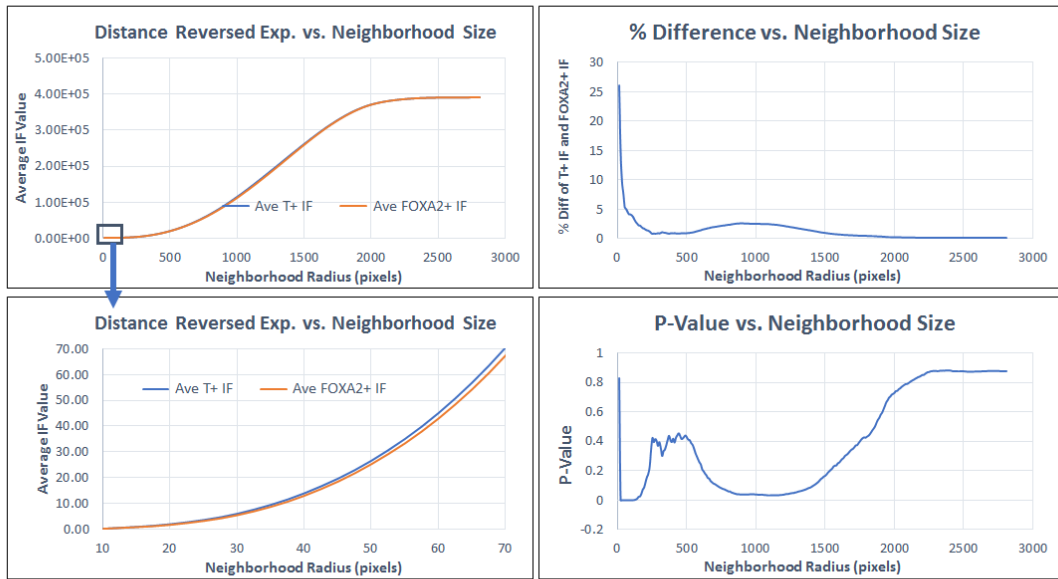 Distance Reversed Exp. vs. Neighborhood Size
Average IF Value
5.00E+05
4.00E+05
3.00E+05
2.00E+05
1.00E+05
0.00E+00
Ave T+ IF
Ave FOXA2+ IF
0 500 1000 1500 2000 2500 3000
Neighborhood Radius (pixels)
% Difference vs. Neighborhood Size
% Diff of T+ IF and FOXA2+ IF
30
25
20
15
10
5
0
0 500 1000 1500 2000 2500 3000
Neighborhood Radius (pixels)
Distance Reversed Exp. vs. Neighborhood Size
Average IF Value
70.00
60.00
50.00
40.00
30.00
20.00
10.00
0.00
Ave T+ IF
Ave FOXA2+ IF
10 20 30 40 50 60 70
Neighborhood Radius (pixels)
P-Value vs. Neighborhood Size
P-Value
1
0.8
0.6
0.4
0.2
0
-0.2
0 500 1000 1500 2000 2500 3000
Neighborhood Radius (pixels)